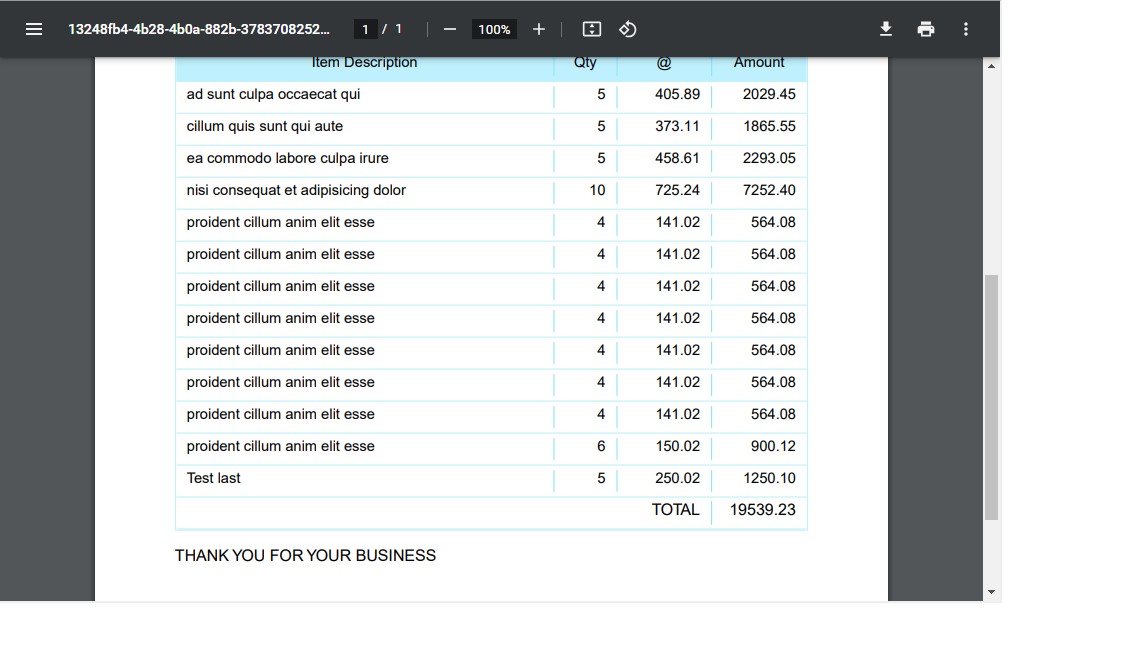 13248fb4-4b28-4b0a-882b-3783708252... 1 / 1 100%
Item Description Qty @ Amount
ad sunt culpa occaecat qui 5 405.89 2029.45
cillum quis sunt qui aute 5 373.11 1865.55
ea commodo labore culpa irure 5 458.61 2293.05
nisi consequat et adipisicing dolor 10 725.24 7252.40
proident cillum anim elit esse 4 141.02 564.08
proident cillum anim elit esse 4 141.02 564.08
proident cillum anim elit esse 4 141.02 564.08
proident cillum anim elit esse 4 141.02 564.08
proident cillum anim elit esse 4 141.02 564.08
proident cillum anim elit esse 4 141.02 564.08
proident cillum anim elit esse 4 141.02 564.08
proident cillum anim elit esse 6 150.02 900.12
Test last 5 250.02 1250.10
TOTAL 19539.23
THANK YOU FOR YOUR BUSINESS